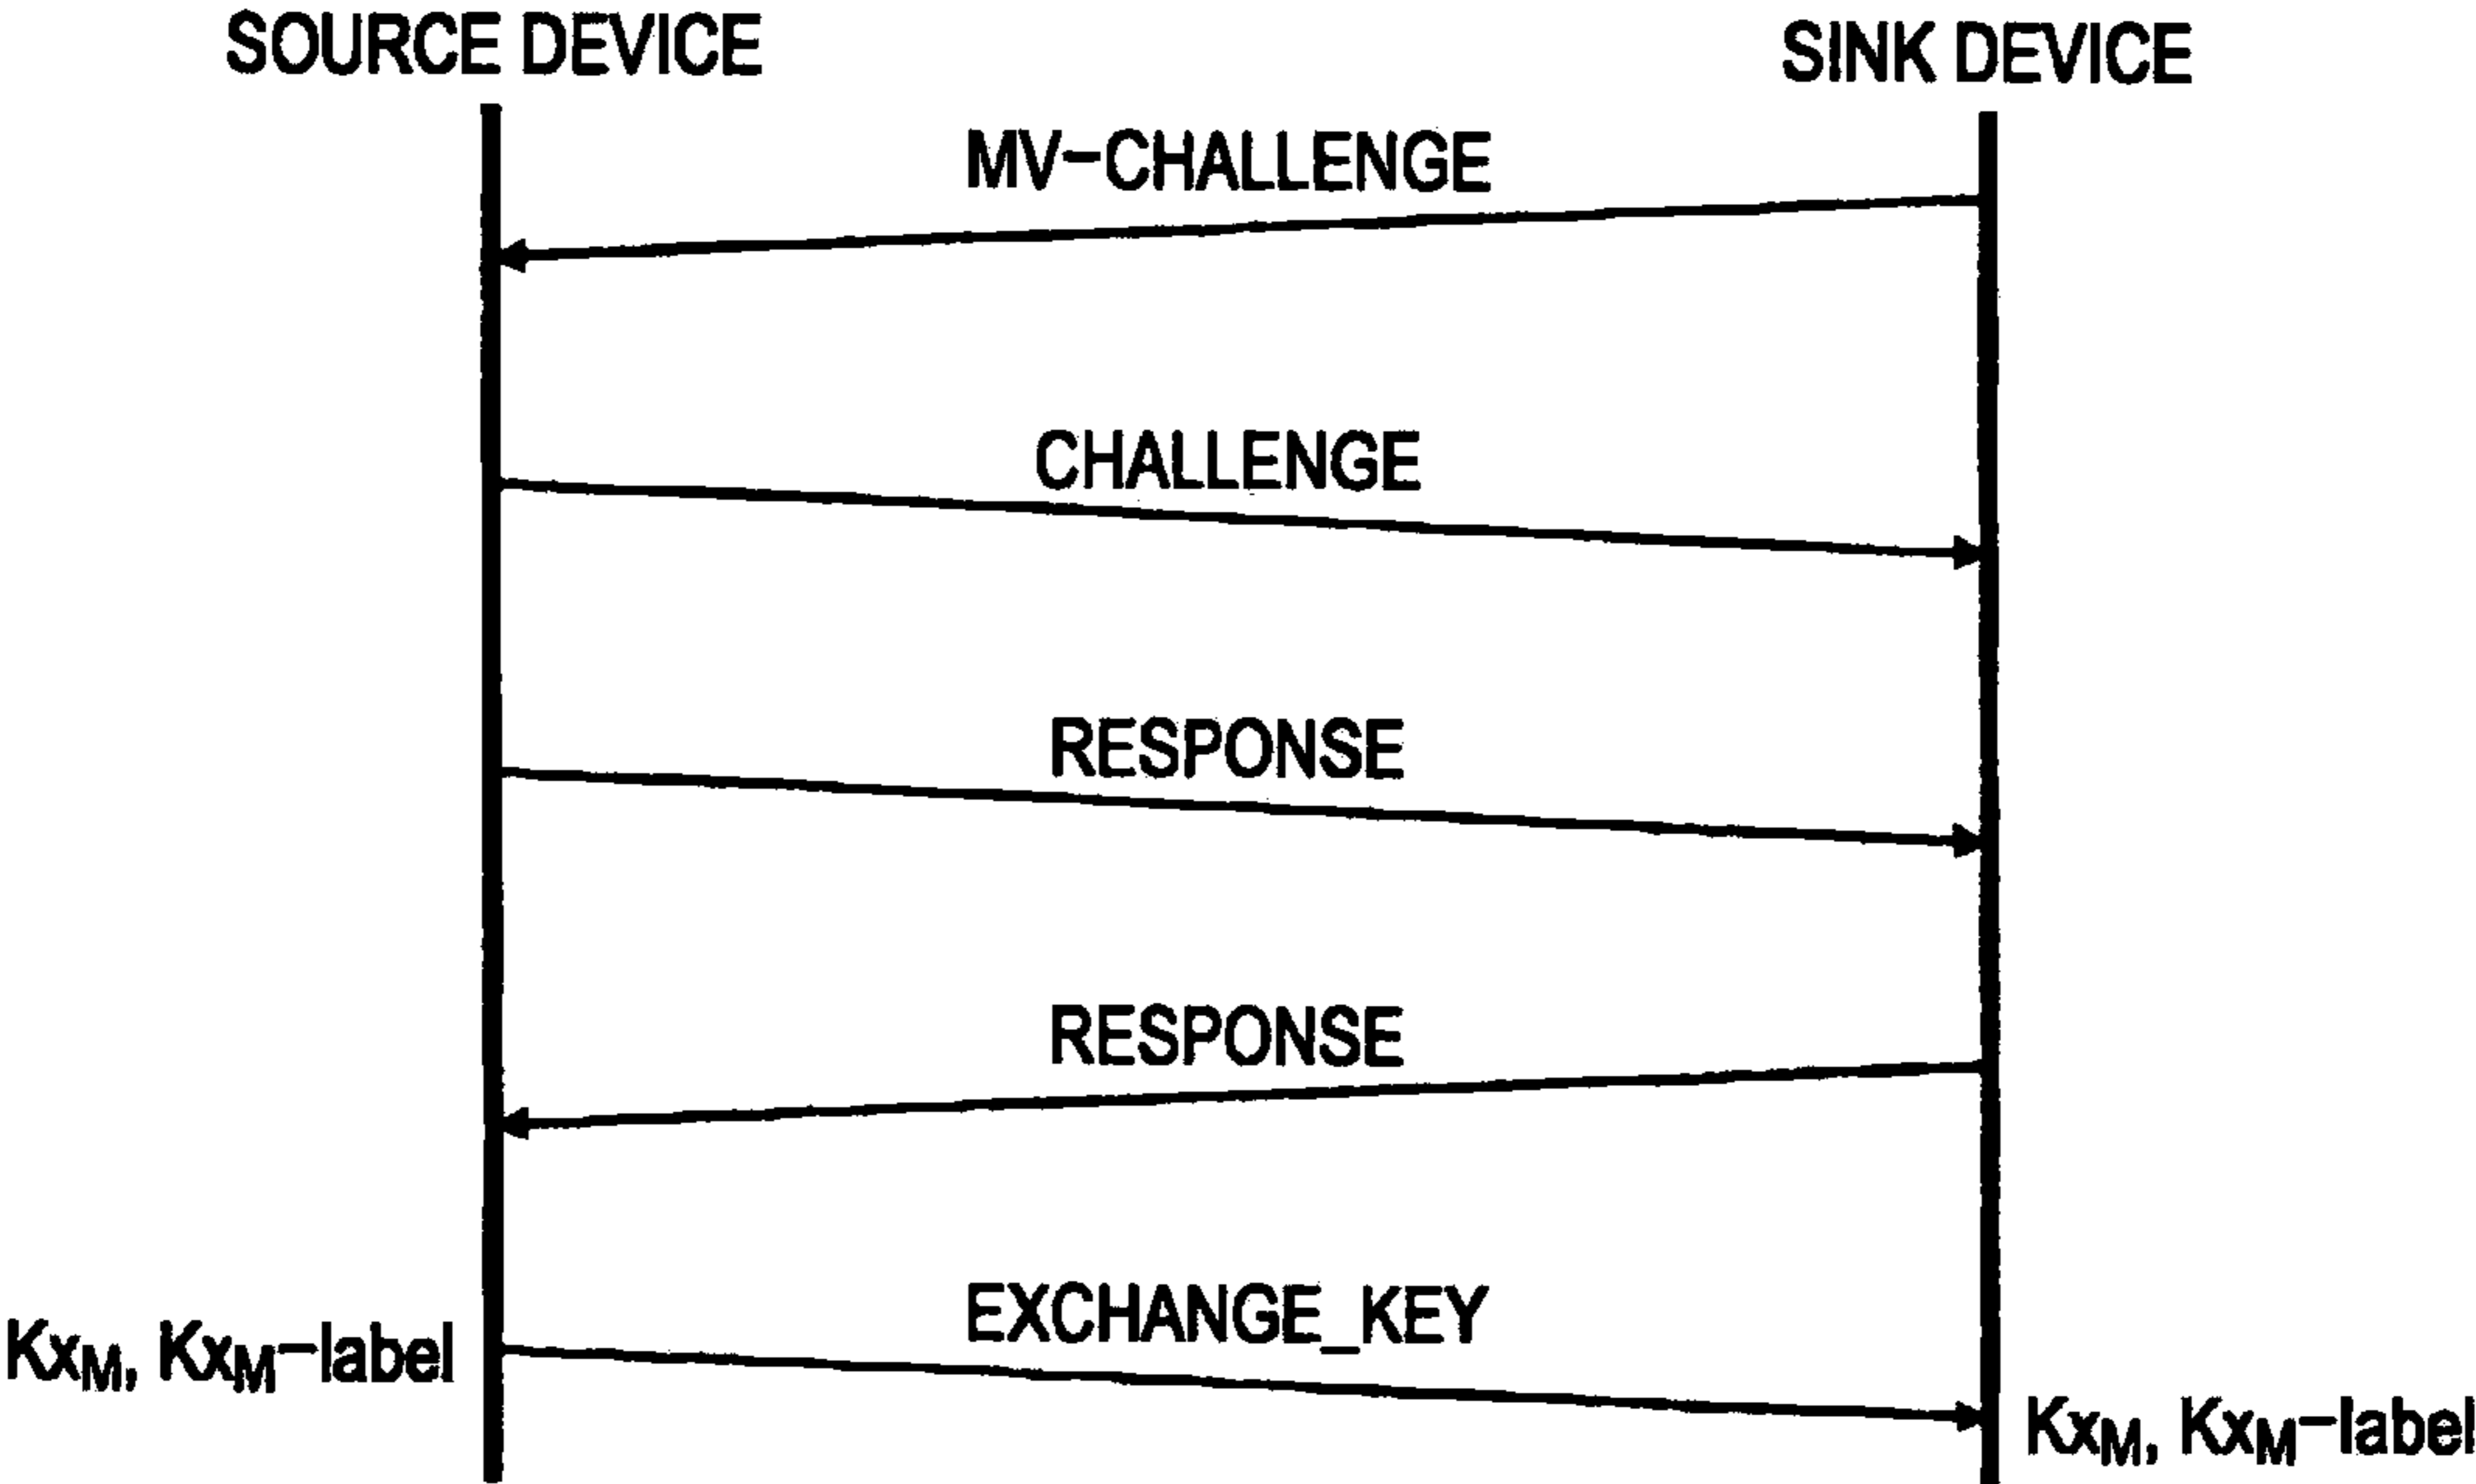 SOURCE DEVICE
SINK DEVICE
MV-CHALLENGE
CHALLENGE
RESPONSE
RESPONSE
EXCHANGE_KEY
KxM, KxM-label
KxM, KxM-label